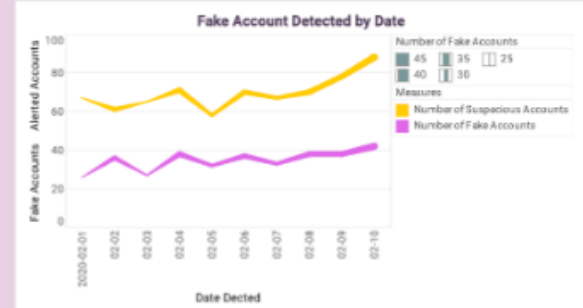 Fake Account Detected by Date
Number of Fake Accounts
45 35 25
40 30
Measures
Number of Suspecious Accounts
Number of Fake Accounts
Alerted Accounts
Fake Accounts
100
80
60
40
20
0
2020-02-01
02-02
02-03
02-04
02-05
02-06
02-07
02-08
02-09
02-10
Date Dected